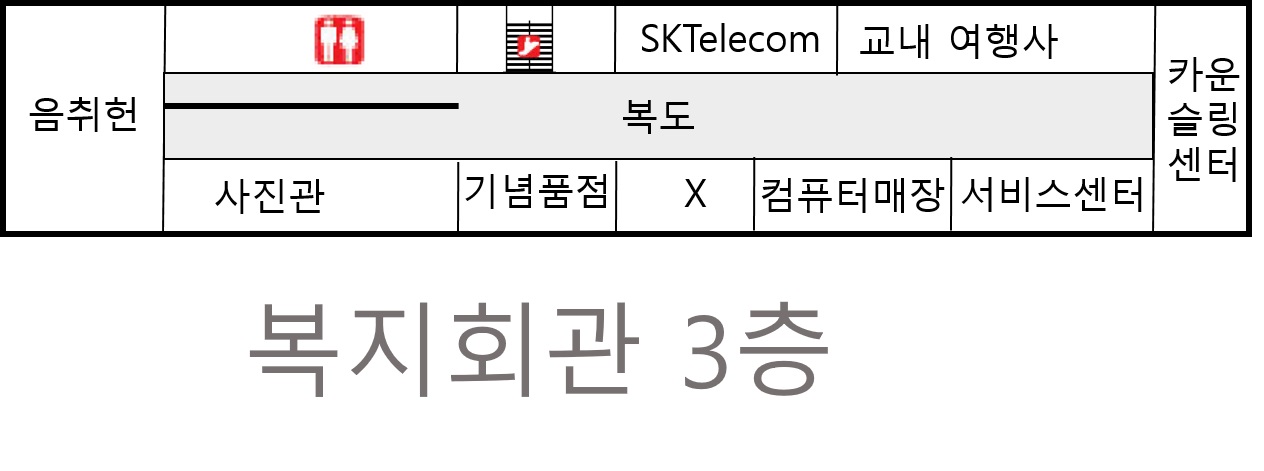 SKTelecom
교내 여행사
음취헌
복도
카운
슬링
센터
사진관
기념품점
X
컴퓨터매장
서비스센터
복지회관 3층